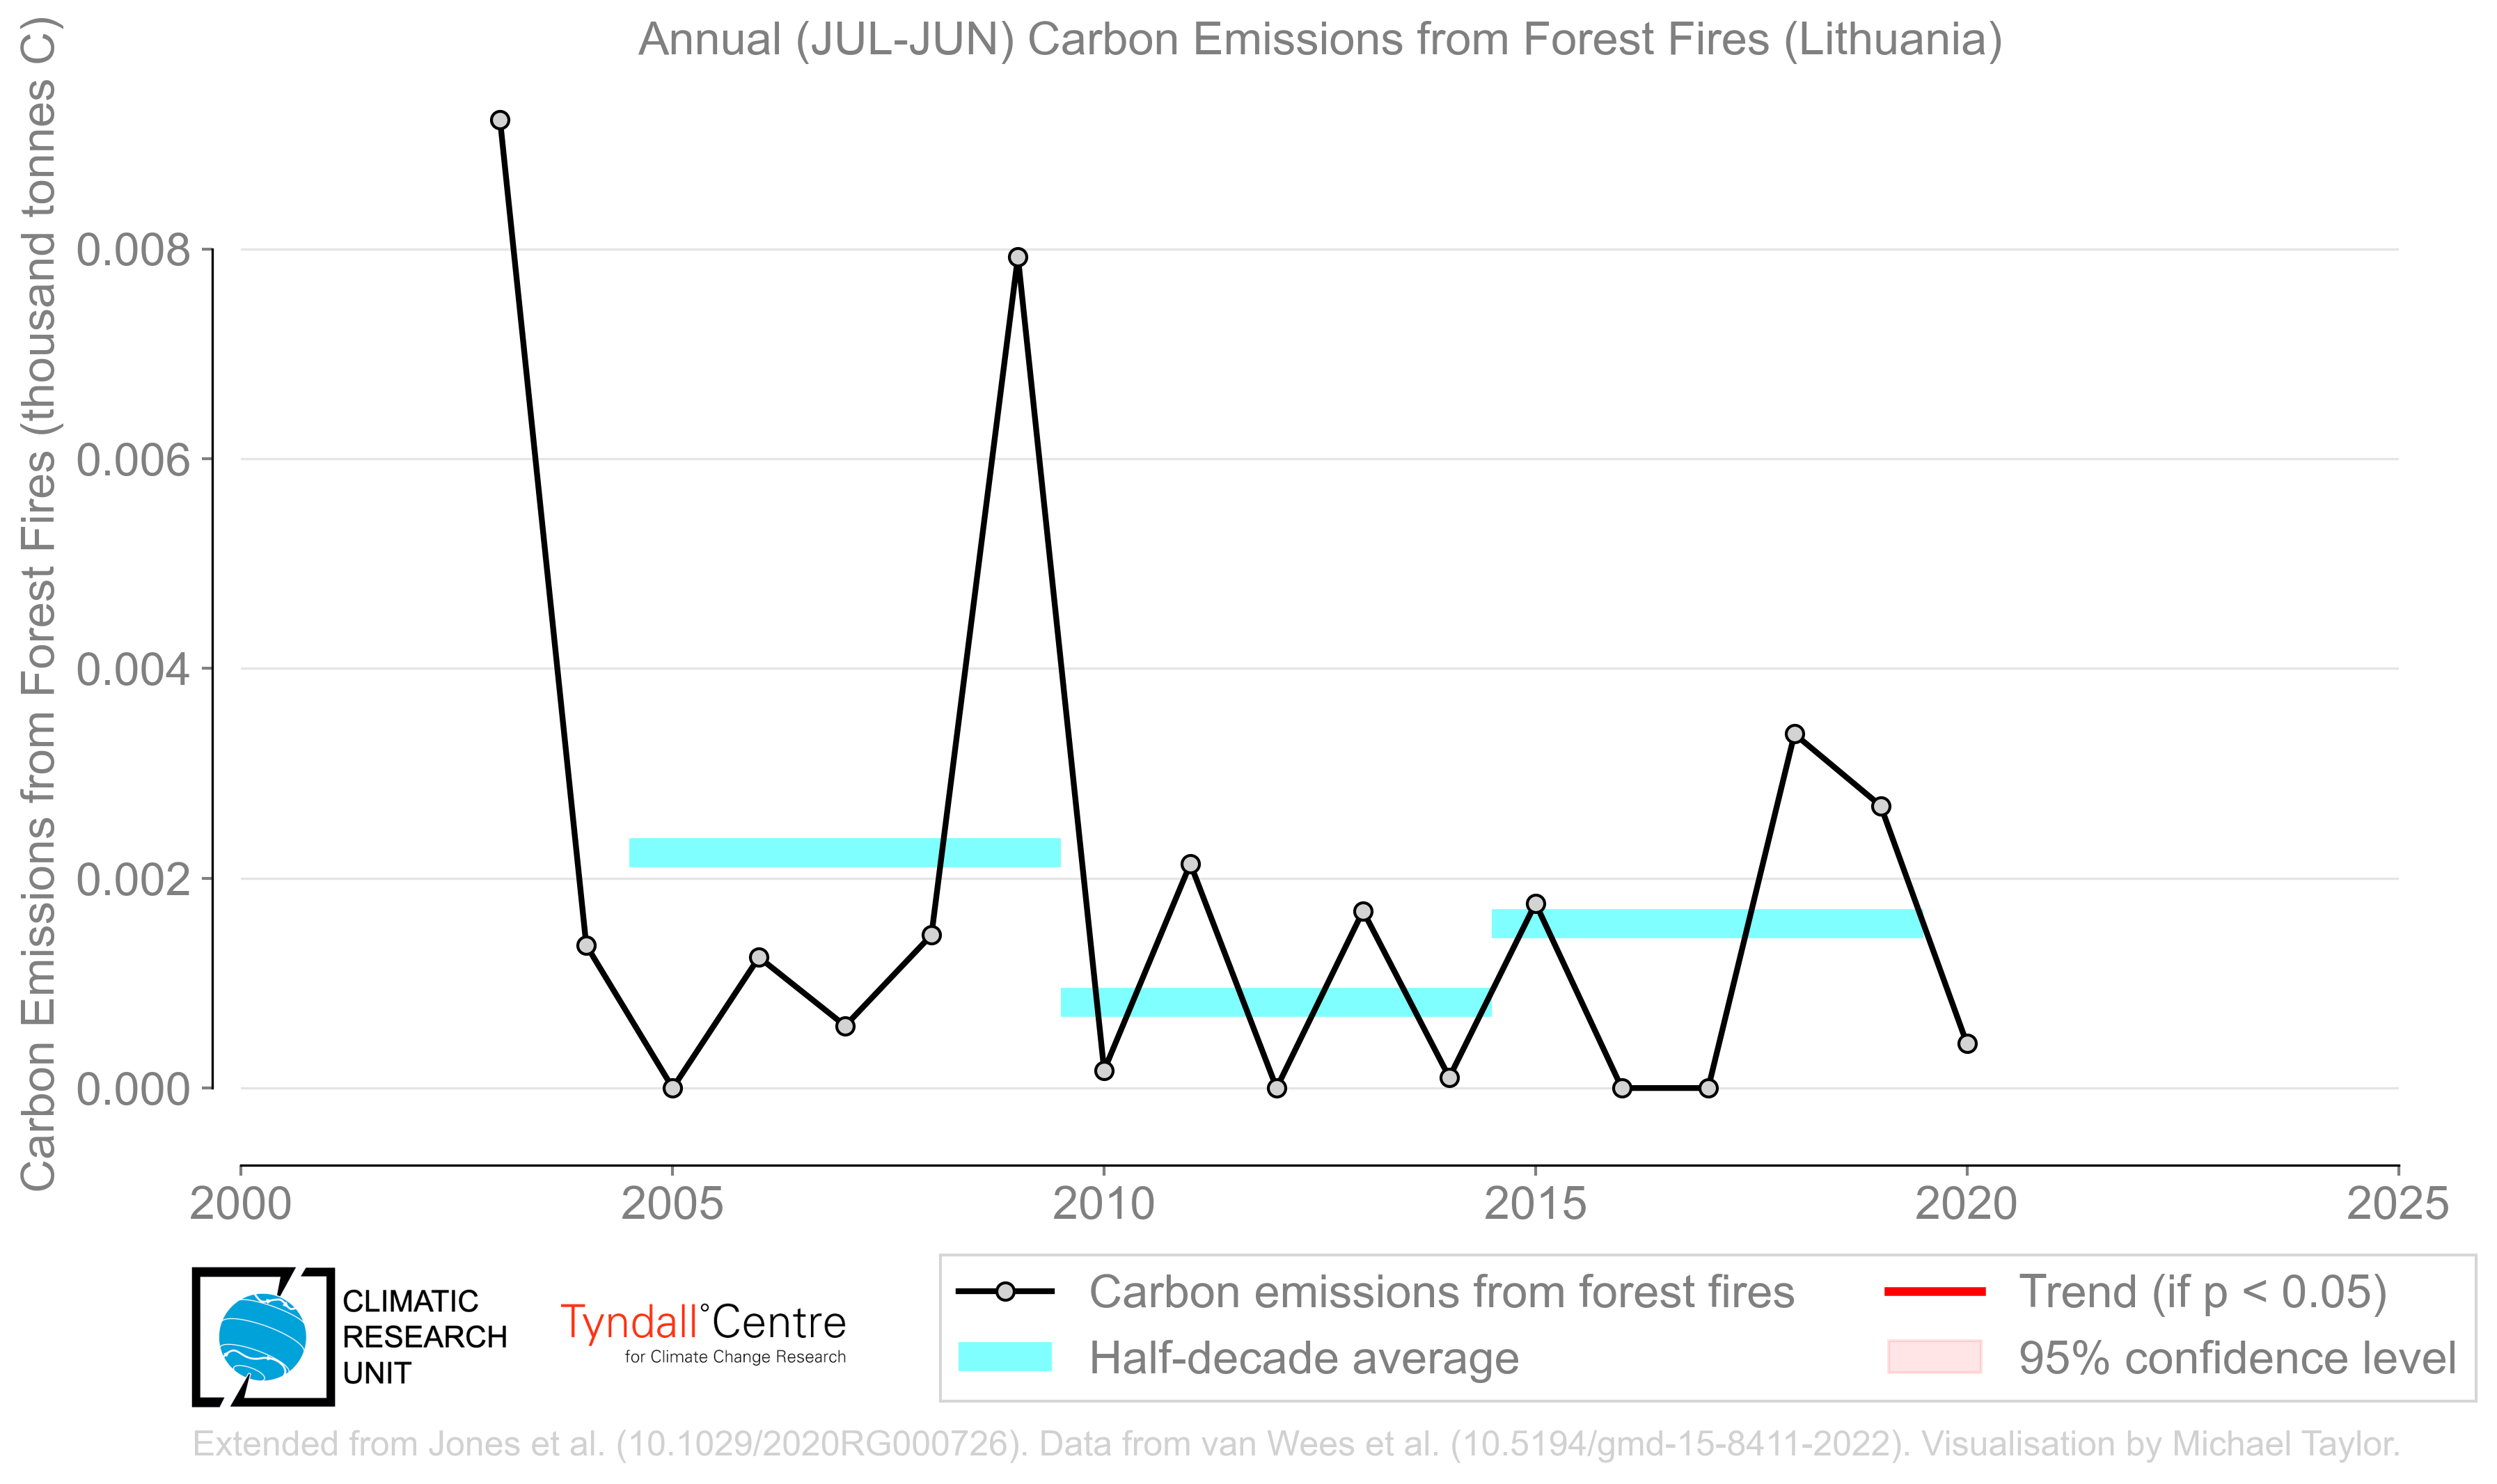 Annual (JUL-JUN) Carbon Emissions from Forest Fires (Lithuania)
Carbon Emissions from Forest Fires (thousand tonnes C)
0.008
0.006
0.004
0.002
0.000
2000 2005 2010 2015 2020 2025
CLIMATIC
RESEARCH
UNIT
Tyndall°Centre
for Climate Change Research
Carbon emissions from forest fires
Half-decade average
Trend (if p < 0.05)
95% confidence level
Extended from Jones et al. (10.1029/2020RG000726). Data from van Wees et al. (10.5194/gmd-15-8411-2022). Visualisation by Michael Taylor.